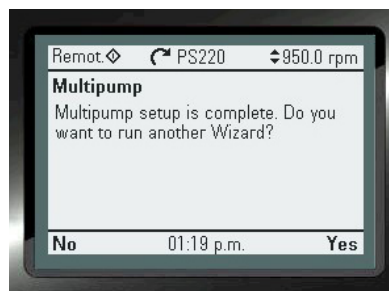 Remot. PS220 950.0 rpm
Multipump
Multipump setup is complete. Do you
want to run another Wizard?
No 01:19 p.m. Yes